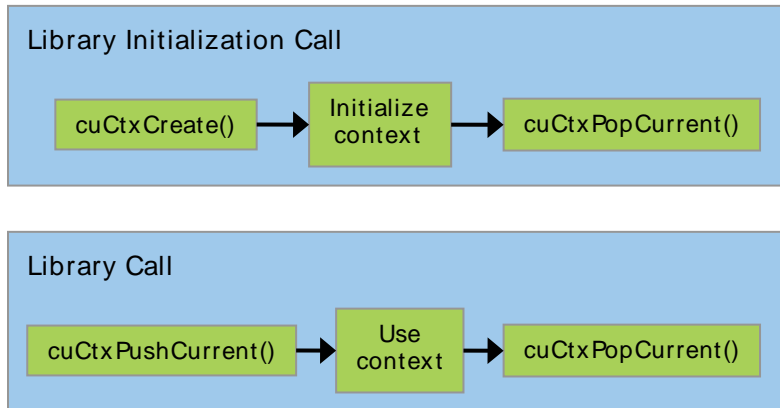 Library Initialization Call
cuCtxCreate()
Initialize
context
cuCtxPopCurrent()
Library Call
cuCtxPushCurrent()
Use
context
cuCtxPopCurrent()